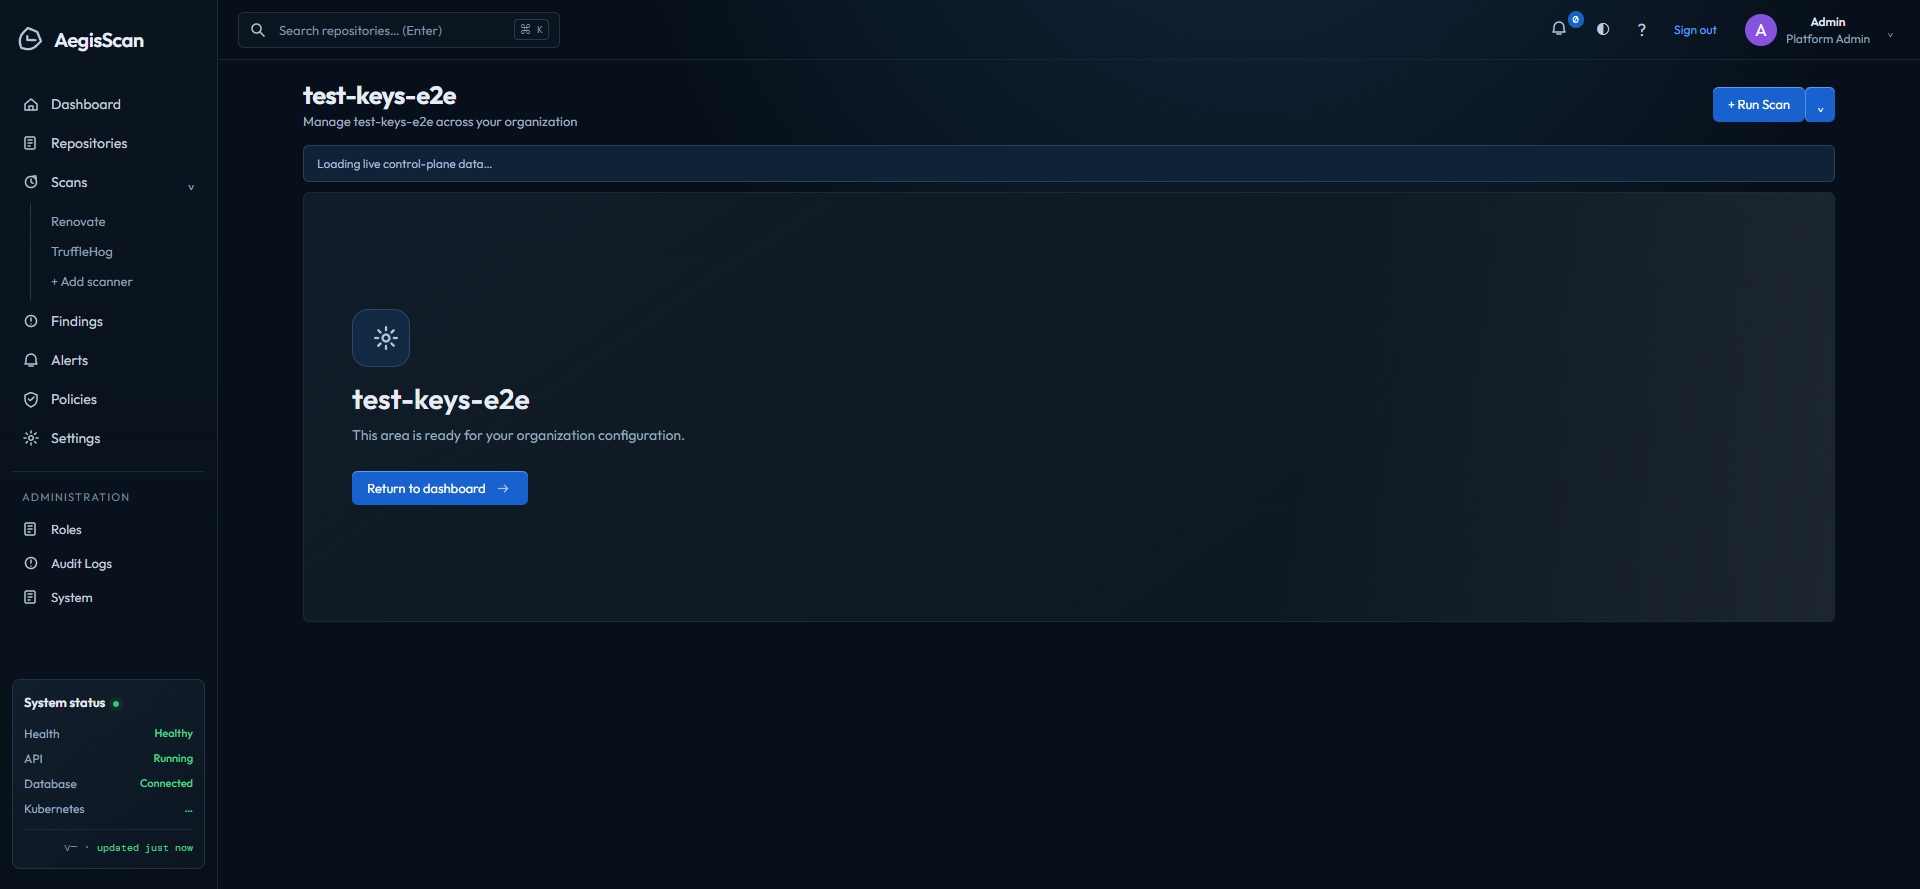 AegisScan
Search repositories... (Enter)
⌘ K
0
?
Sign out
A
Admin
Platform Admin
Dashboard
Repositories
Scans
Renovate
TruffleHog
+ Add scanner
Findings
Alerts
Policies
Settings
ADMINISTRATION
Roles
Audit Logs
System
System status
Health Healthy
API Running
Database Connected
Kubernetes ...
v— · updated just now
test-keys-e2e
Manage test-keys-e2e across your organization
+ Run Scan
Loading live control-plane data...
test-keys-e2e
This area is ready for your organization configuration.
Return to dashboard →